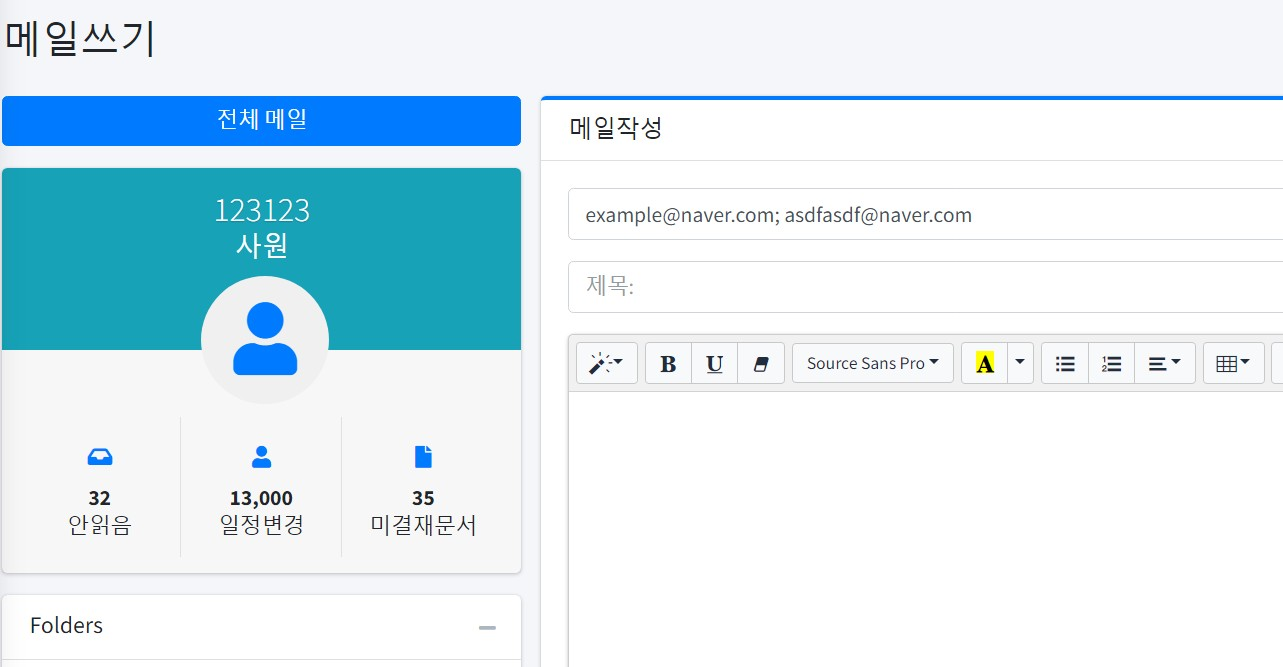 메일쓰기
전체 메일
123123
사원
32
안읽음
13,000
일정변경
35
미결재문서
Folders
메일작성
example@naver.com; asdfasdf@naver.com
제목:
B U Source Sans Pro A